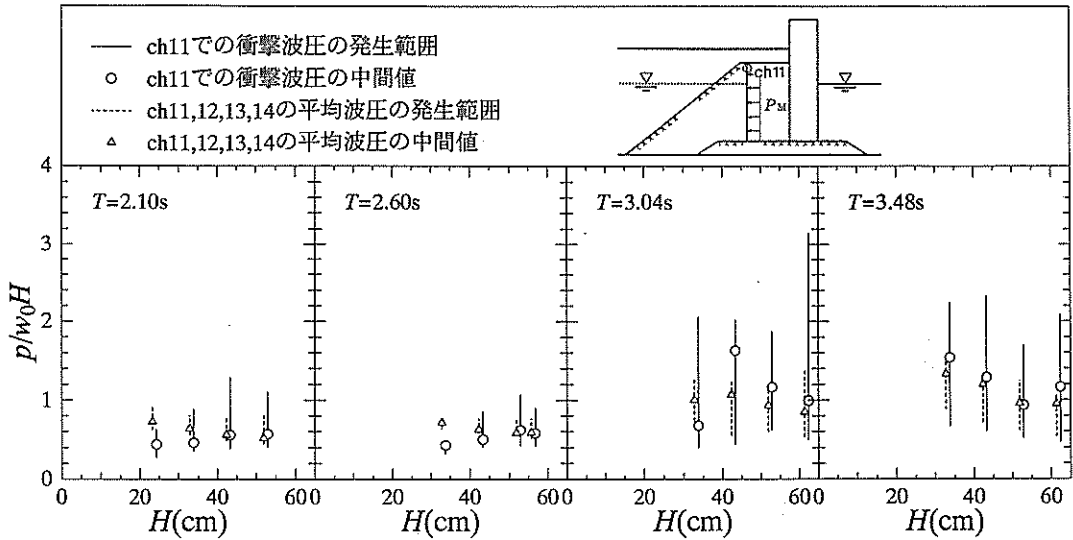 ch11での衝撃波圧の発生範囲
ch11での衝撃波圧の中間値
ch11,12,13,14の平均波圧の発生範囲
ch11,12,13,14の平均波圧の中間値
ch11
PM
4
3
2
1
0
p/w0H
T=2.10s
T=2.60s
T=3.04s
T=3.48s
0 20 40 60 0 20 40 60 0 20 40 60 0 20 40 60
H(cm) H(cm) H(cm) H(cm)